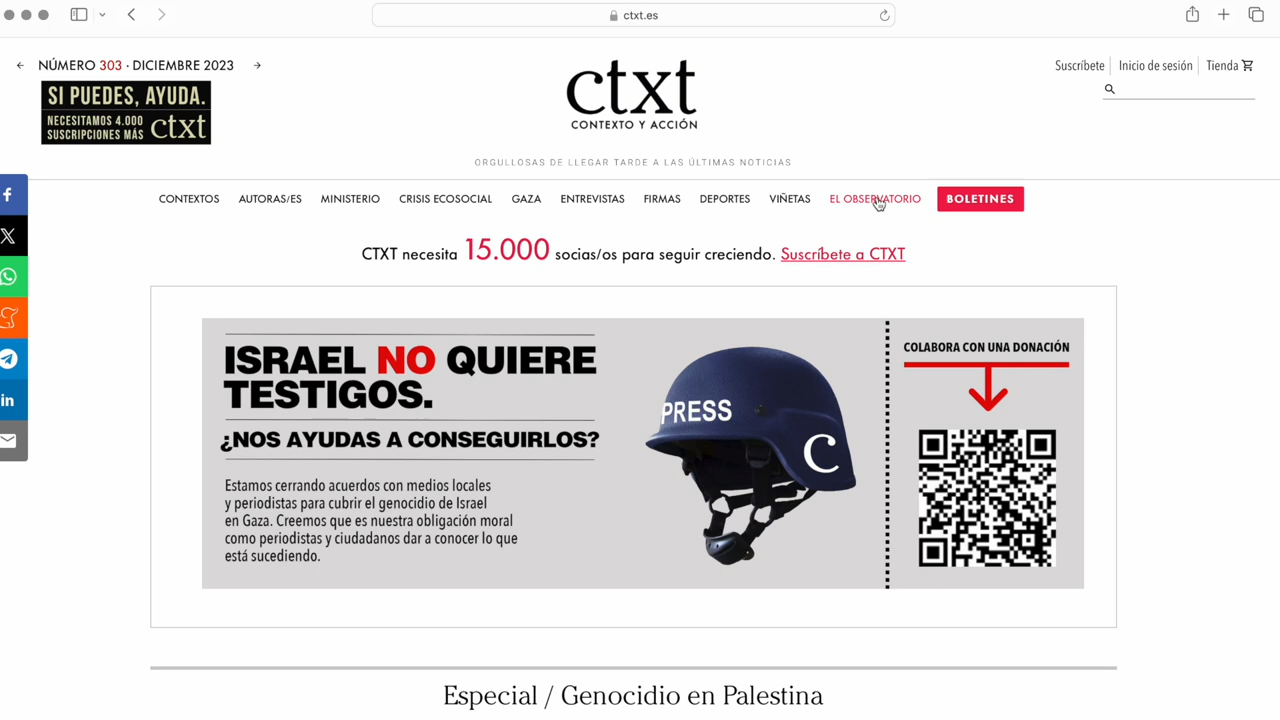 ctxt.es
NÚMERO 303 · DICIEMBRE 2023
SI PUEDES, AYUDA.
NECESITAMOS 4.000
SUSCRIPCIONES MÁS
ctxt
ctxt
CONTEXTO Y ACCIÓN
Suscríbete
Inicio de sesión
Tienda
ORGULLOSAS DE LLEGAR TARDE A LAS ÚLTIMAS NOTICIAS
CONTEXTOS AUTORAS/ES MINISTERIO CRISIS ECOSOCIAL GAZA ENTREVISTAS FIRMAS DEPORTES VIÑETAS EL OBSERVATORIO BOLETINES
CTXT necesita 15.000 socias/os para seguir creciendo. Suscríbete a CTXT
ISRAEL NO QUIERE
TESTIGOS.
¿NOS AYUDAS A CONSEGUIRLOS?
Estamos cerrando acuerdos con medios locales
y periodistas para cubrir el genocidio de Israel
en Gaza. Creemos que es nuestra obligación moral
como periodistas y ciudadanos dar a conocer lo que
está sucediendo.
PRESS
C
COLABORA CON UNA DONACIÓN
Especial / Genocidio en Palestina